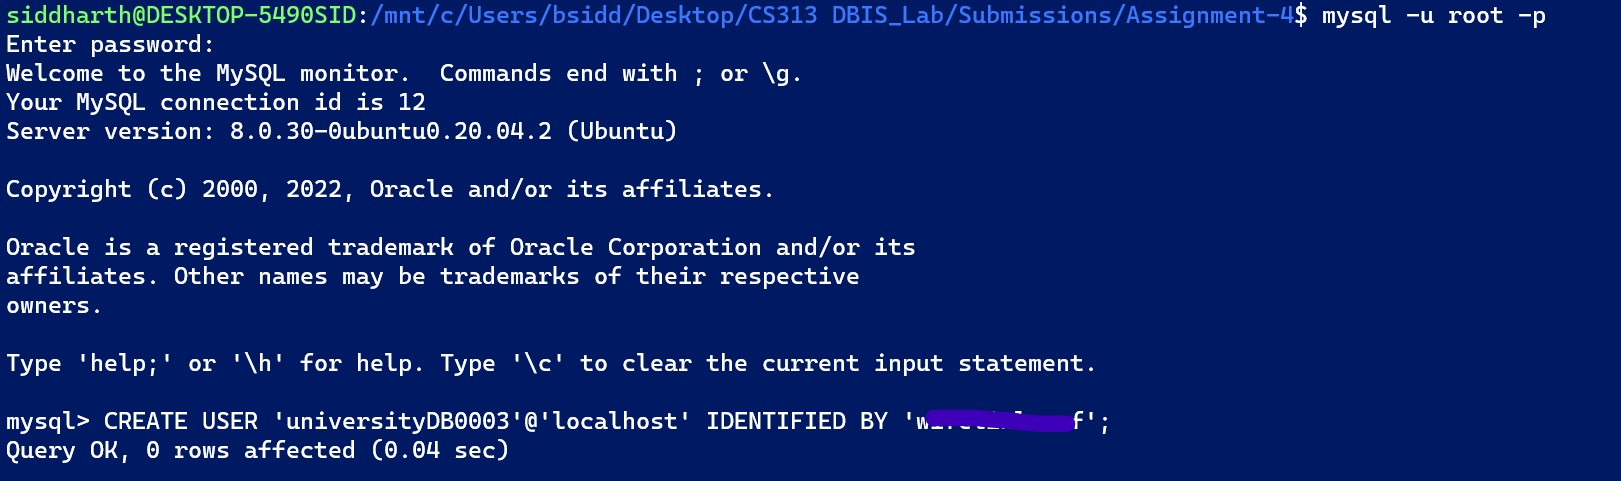 siddharth@DESKTOP-5490SID:/mnt/c/Users/bsidd/Desktop/CS313 DBIS_Lab/Submissions/Assignment-4$ mysql -u root -p
Enter password:
Welcome to the MySQL monitor.  Commands end with ; or \g.
Your MySQL connection id is 12
Server version: 8.0.30-0ubuntu0.20.04.2 (Ubuntu)
Copyright (c) 2000, 2022, Oracle and/or its affiliates.
Oracle is a registered trademark of Oracle Corporation and/or its
affiliates. Other names may be trademarks of their respective
owners.
Type 'help;' or '\h' for help. Type '\c' to clear the current input statement.
mysql> CREATE USER 'universityDB0003'@'localhost' IDENTIFIED BY
Query OK, 0 rows affected (0.04 sec)